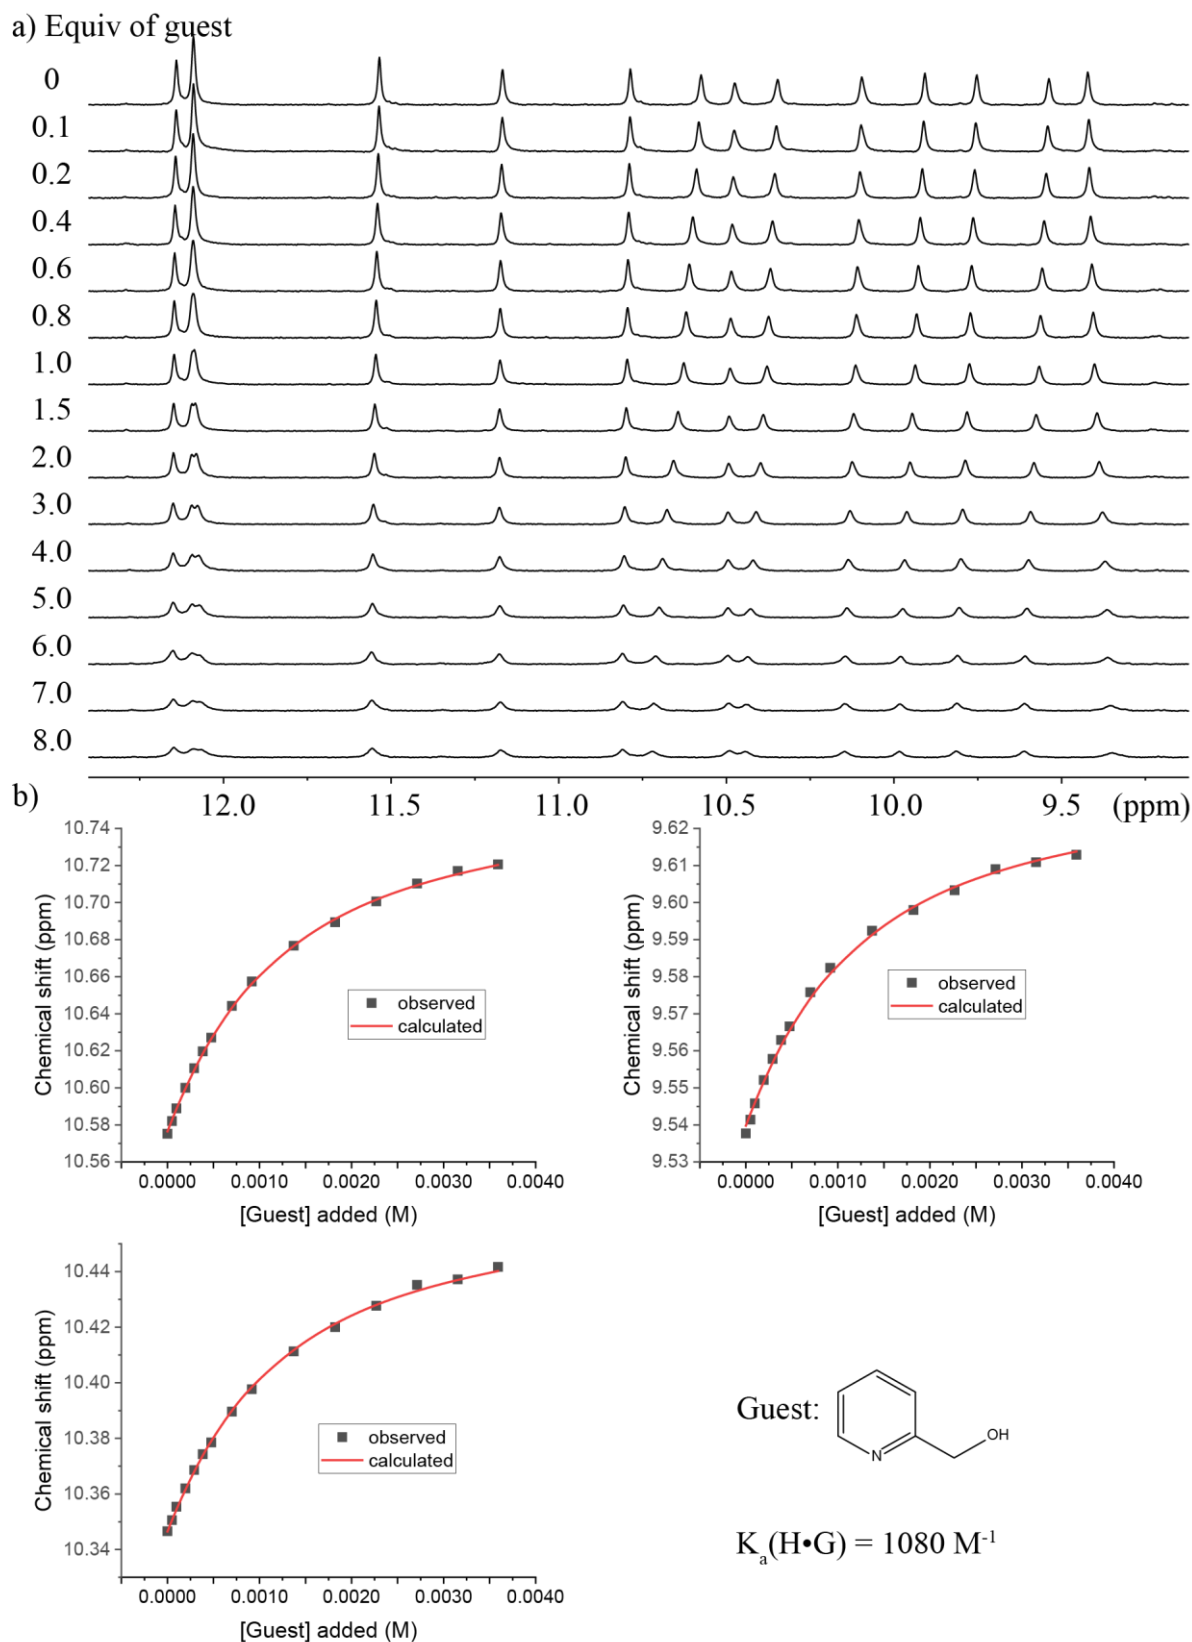 a) Equiv of guest
0
0.1
0.2
0.4
0.6
0.8
1.0
1.5
2.0
3.0
4.0
5.0
6.0
7.0
8.0
12.0 11.5 11.0 10.5 10.0 9.5 (ppm)
b)
10.74
10.72
10.70
10.68
10.66
10.64
10.62
10.60
10.58
10.56
Chemical shift (ppm)
observed
calculated
0.0000 0.0010 0.0020 0.0030 0.0040
[Guest] added (M)
9.62
9.61
9.60
9.59
9.58
9.57
9.56
9.55
9.54
9.53
Chemical shift (ppm)
observed
calculated
0.0000 0.0010 0.0020 0.0030 0.0040
[Guest] added (M)
10.44
10.42
10.40
10.38
10.36
10.34
Chemical shift (ppm)
observed
calculated
0.0000 0.0010 0.0020 0.0030 0.0040
[Guest] added (M)
Guest:
OH
N
Kₐ(H•G) = 1080 M⁻¹